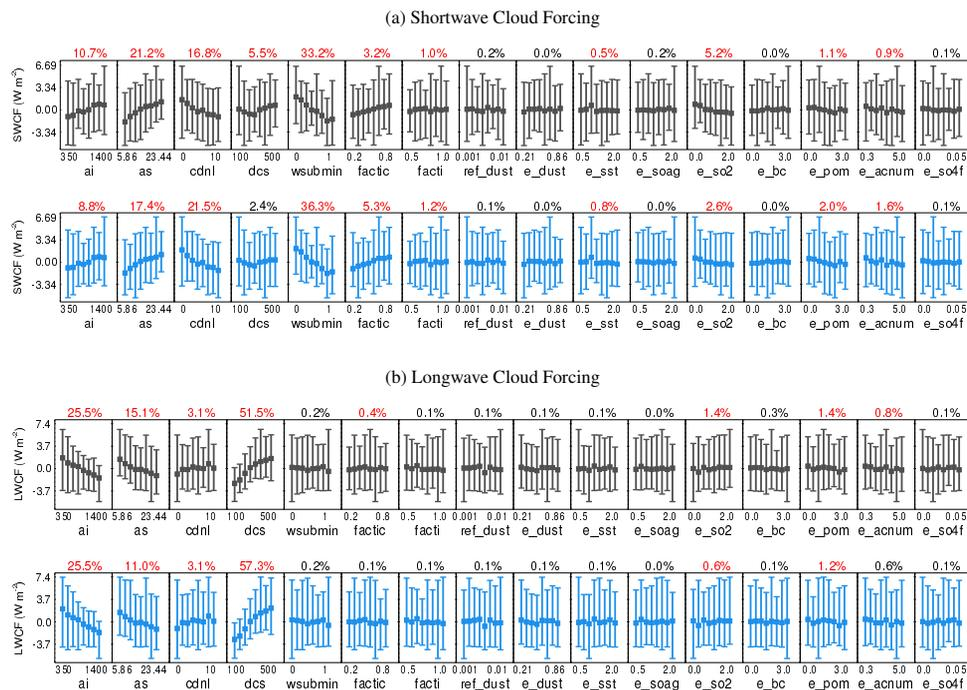 (a) Shortwave Cloud Forcing
10.7% 21.2% 16.8% 5.5% 33.2% 3.2% 1.0% 0.2% 0.0% 0.5% 0.2% 5.2% 0.0% 1.1% 0.9% 0.1%
6.69
3.34
0.00
-3.34
SWCF (W m⁻²)
350 1400 5.86 23.44 0 10 100 500 0 1 0.2 0.8 0.5 1.0 0.001 0.01 0.21 0.86 0.5 2.0 0.5 2.0 0.0 2.0 0.0 3.0 0.0 3.0 0.3 5.0 0.0 0.05
ai as cdnl dcs wsubmin factic facti ref_dust e_dust e_sst e_soag e_so2 e_bc e_pom e_acnum e_so4f
8.8% 17.4% 21.5% 2.4% 36.3% 5.3% 1.2% 0.1% 0.0% 0.8% 0.0% 2.6% 0.0% 2.0% 1.6% 0.1%
6.69
3.34
0.00
-3.34
SWCF (W m⁻²)
350 1400 5.86 23.44 0 10 100 500 0 1 0.2 0.8 0.5 1.0 0.001 0.01 0.21 0.86 0.5 2.0 0.5 2.0 0.0 2.0 0.0 3.0 0.0 3.0 0.3 5.0 0.0 0.05
ai as cdnl dcs wsubmin factic facti ref_dust e_dust e_sst e_soag e_so2 e_bc e_pom e_acnum e_so4f
(b) Longwave Cloud Forcing
25.5% 15.1% 3.1% 51.5% 0.2% 0.4% 0.1% 0.1% 0.1% 0.1% 0.0% 1.4% 0.3% 1.4% 0.8% 0.1%
7.4
3.7
0.0
-3.7
LWCF (W m⁻²)
350 1400 5.86 23.44 0 10 100 500 0 1 0.2 0.8 0.5 1.0 0.001 0.01 0.21 0.86 0.5 2.0 0.5 2.0 0.0 2.0 0.0 3.0 0.0 3.0 0.3 5.0 0.0 0.05
ai as cdnl dcs wsubmin factic facti ref_dust e_dust e_sst e_soag e_so2 e_bc e_pom e_acnum e_so4f
25.5% 11.0% 3.1% 57.3% 0.2% 0.1% 0.1% 0.1% 0.1% 0.1% 0.0% 0.6% 0.1% 1.2% 0.6% 0.1%
7.4
3.7
0.0
-3.7
LWCF (W m⁻²)
350 1400 5.86 23.44 0 10 100 500 0 1 0.2 0.8 0.5 1.0 0.001 0.01 0.21 0.86 0.5 2.0 0.5 2.0 0.0 2.0 0.0 3.0 0.0 3.0 0.3 5.0 0.0 0.05
ai as cdnl dcs wsubmin factic facti ref_dust e_dust e_sst e_soag e_so2 e_bc e_pom e_acnum e_so4f